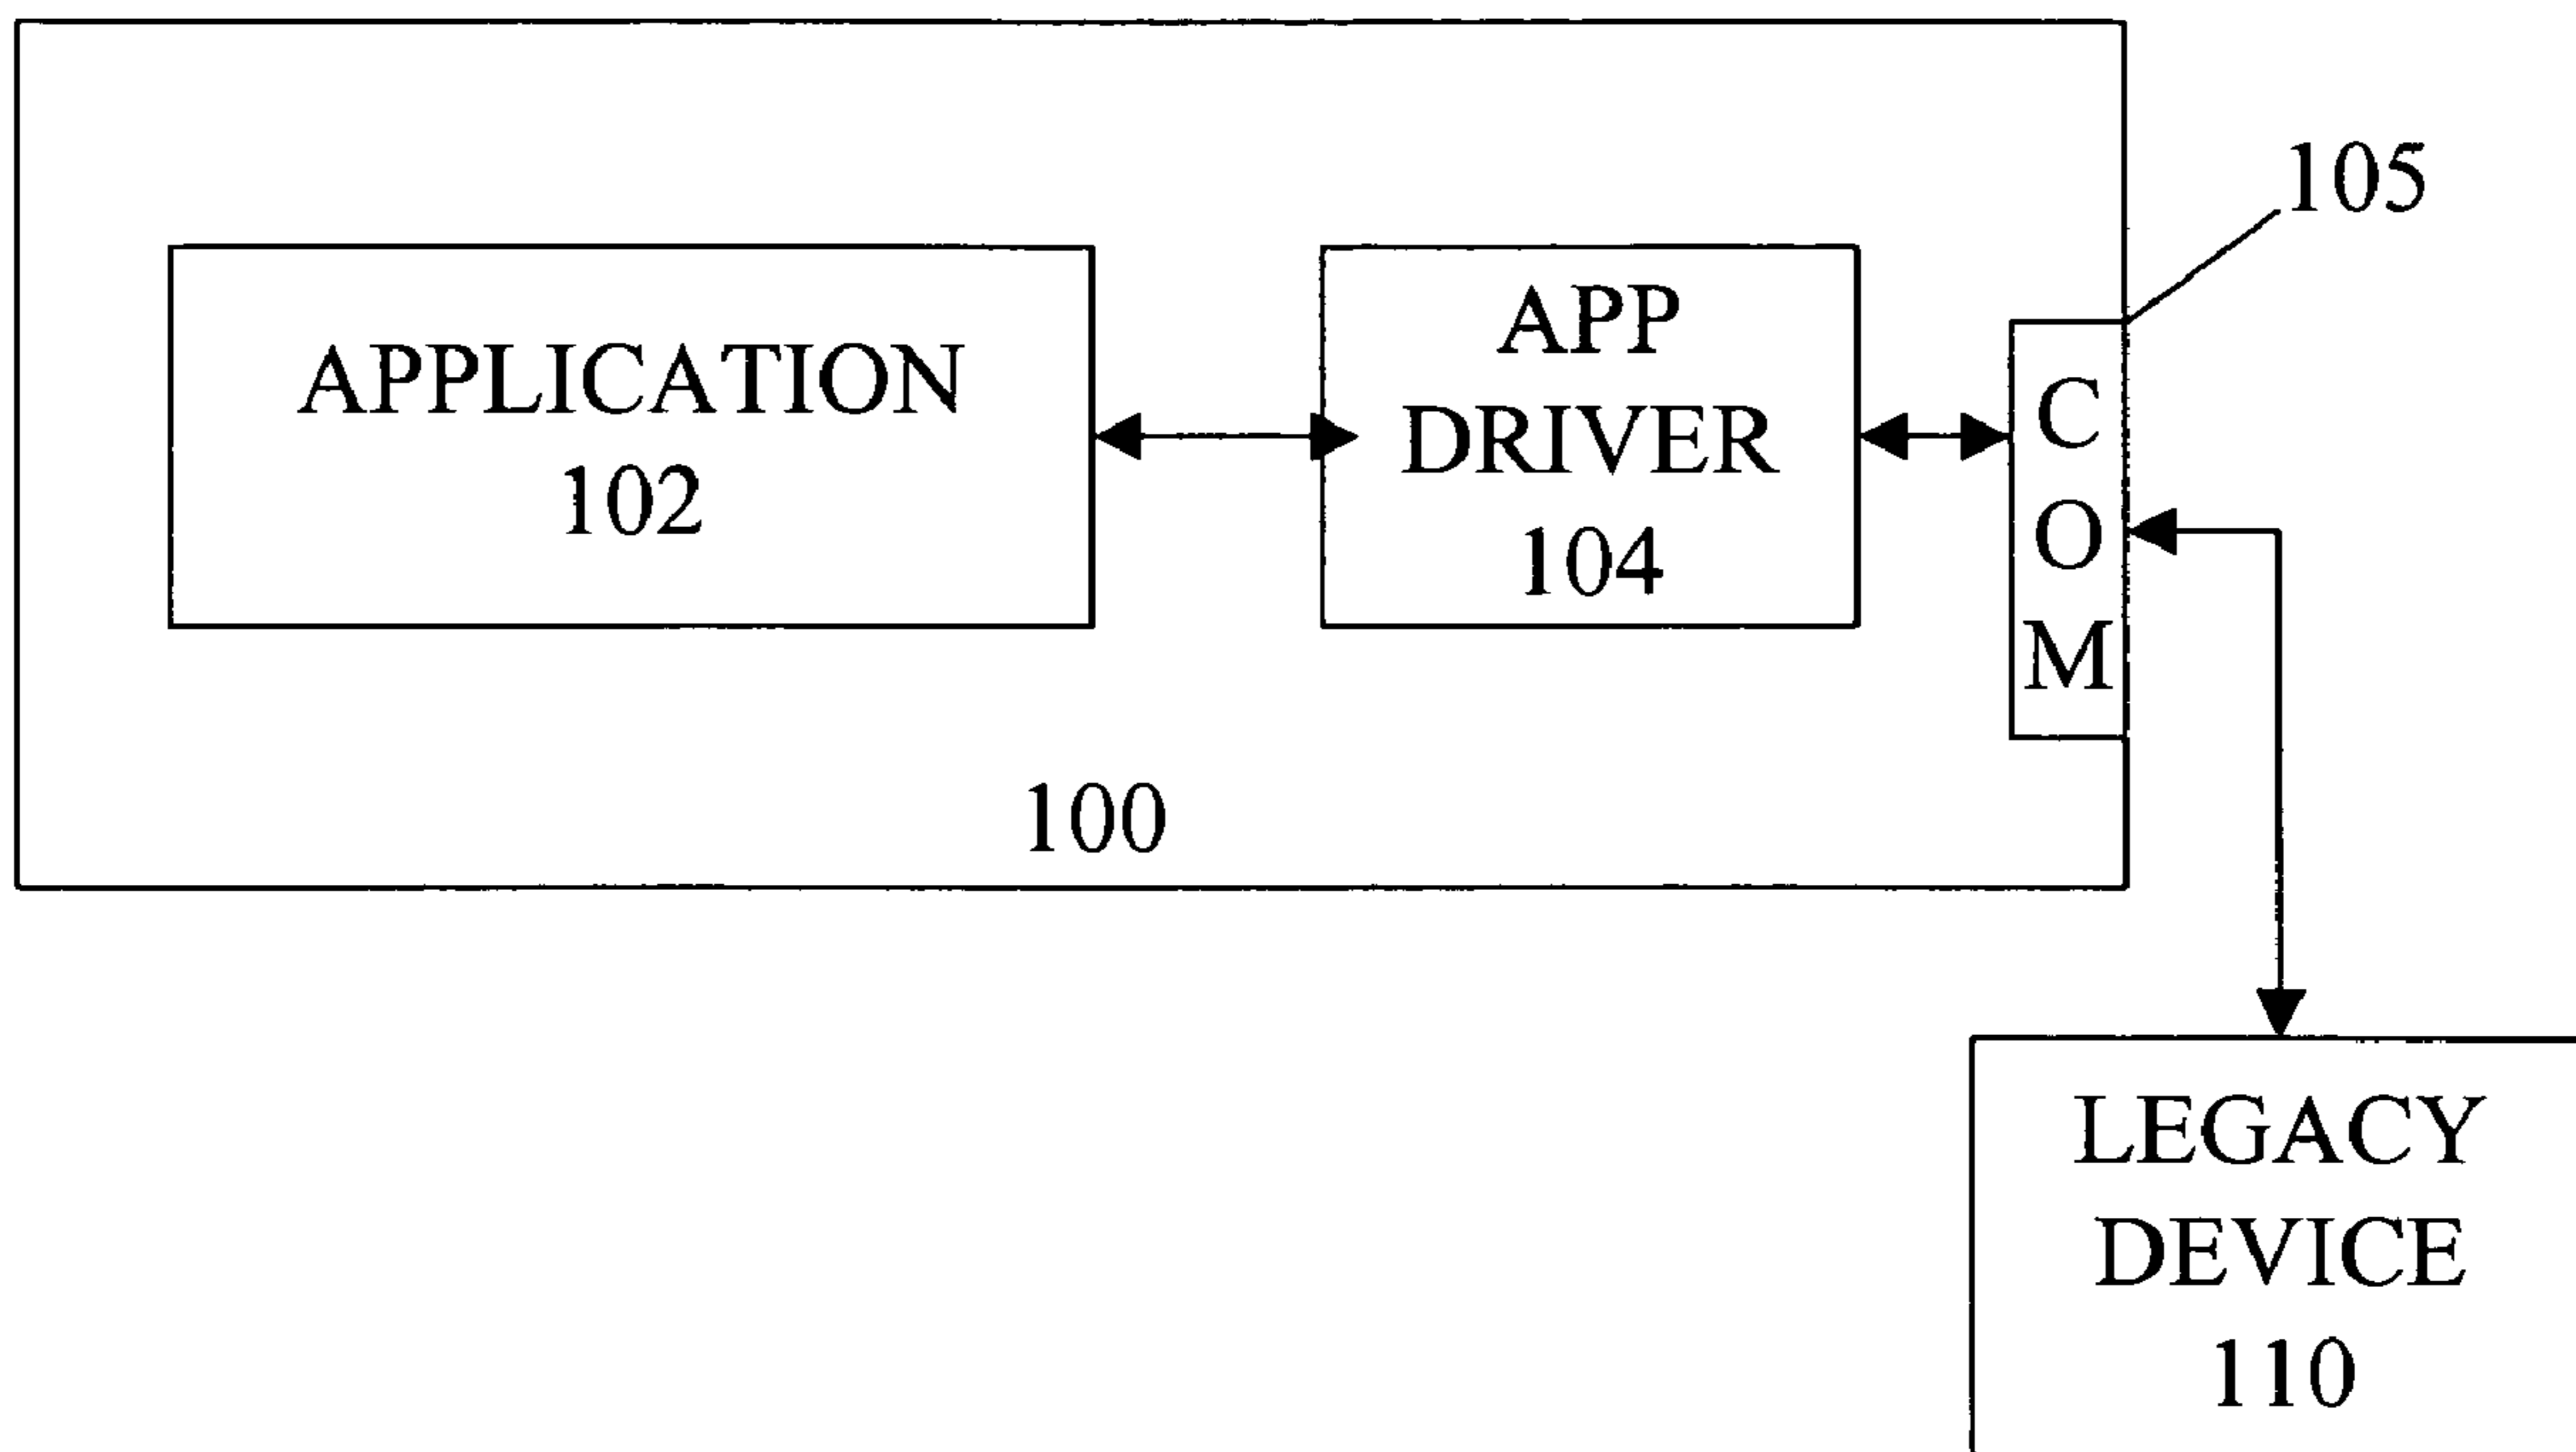 105
APPLICATION
102
APP
DRIVER
104
C
O
M
100
LEGACY
DEVICE
110